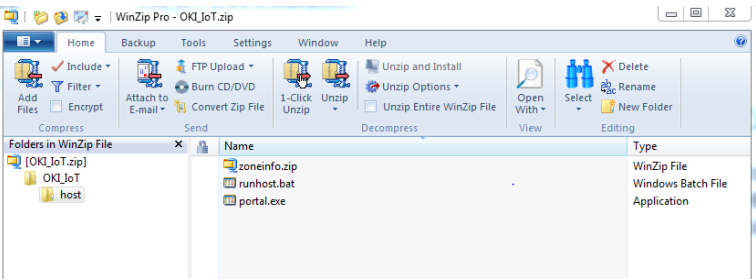 WinZip Pro - OKI_IoT.zip
Home Backup Tools Settings Window Help
Add Files
Include
Filter
Encrypt
Compress
Attach to E-mail
FTP Upload
Burn CD/DVD
Convert Zip File
Send
1-Click Unzip
Unzip
Unzip and Install
Unzip Options
Unzip Entire WinZip File
Decompress
Open With
View
Select
Delete
Rename
New Folder
Editing
Folders in WinZip File X
[OKI_IoT.zip]
OKI_IoT
host
Name Type
zoneinfo.zip WinZip File
runhost.bat Windows Batch File
portal.exe Application